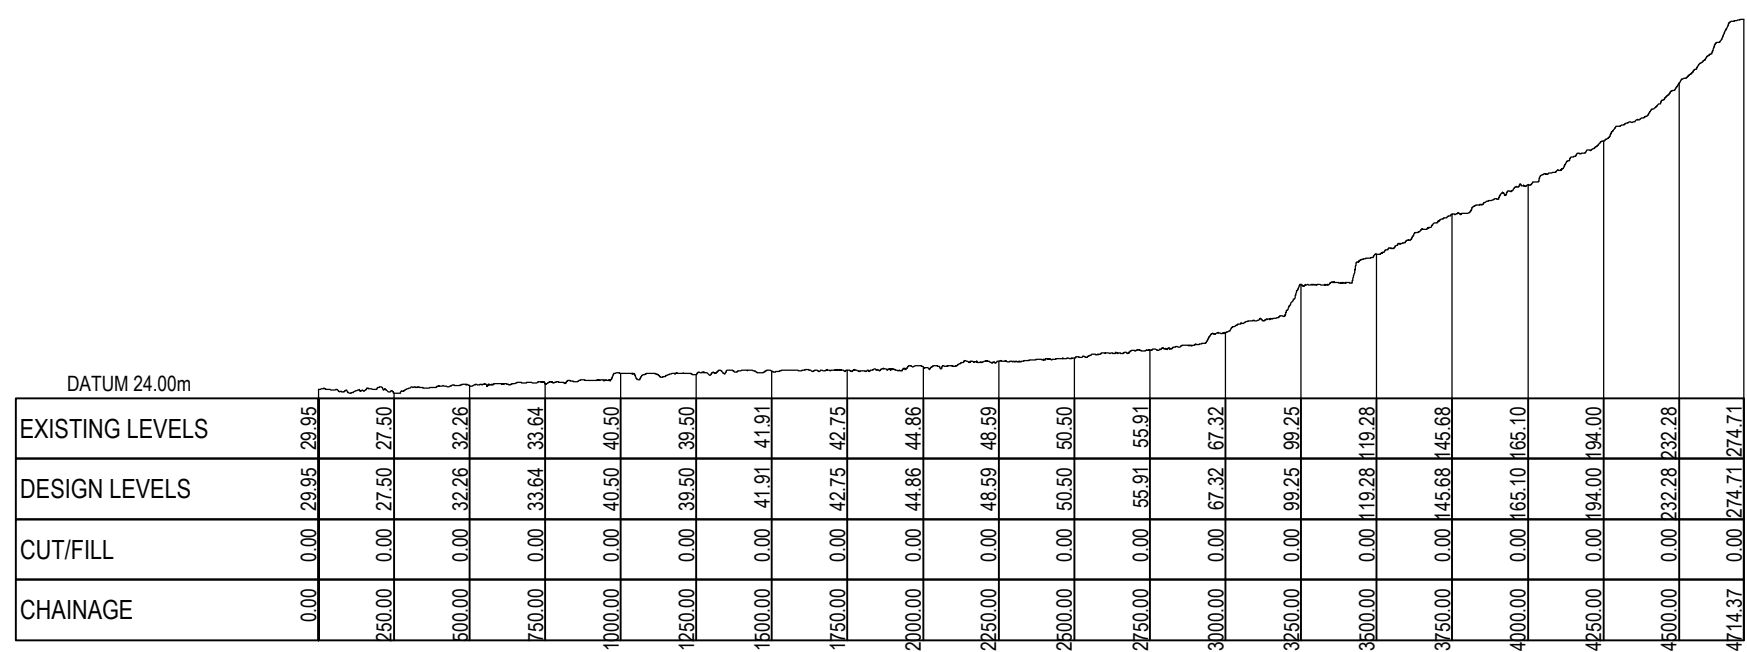 DATUM 24.00m
EXISTING LEVELS 29.95 27.50 32.26 33.64 40.50 39.50 41.91 42.75 44.86 48.59 50.50 55.91 67.32 99.25 119.28 145.68 165.10 194.00 232.28 274.71
DESIGN LEVELS 29.95 27.50 32.26 33.64 40.50 39.50 41.91 42.75 44.86 48.59 50.50 55.91 67.32 99.25 119.28 145.68 165.10 194.00 232.28 274.71
CUT/FILL 0.00 0.00 0.00 0.00 0.00 0.00 0.00 0.00 0.00 0.00 0.00 0.00 0.00 0.00 0.00 0.00 0.00 0.00 0.00 0.00
CHAINAGE 0.00 250.00 500.00 750.00 1000.00 1250.00 1500.00 1750.00 2000.00 2250.00 2500.00 2750.00 3000.00 3250.00 3500.00 3750.00 4000.00 4250.00 4500.00 4714.37